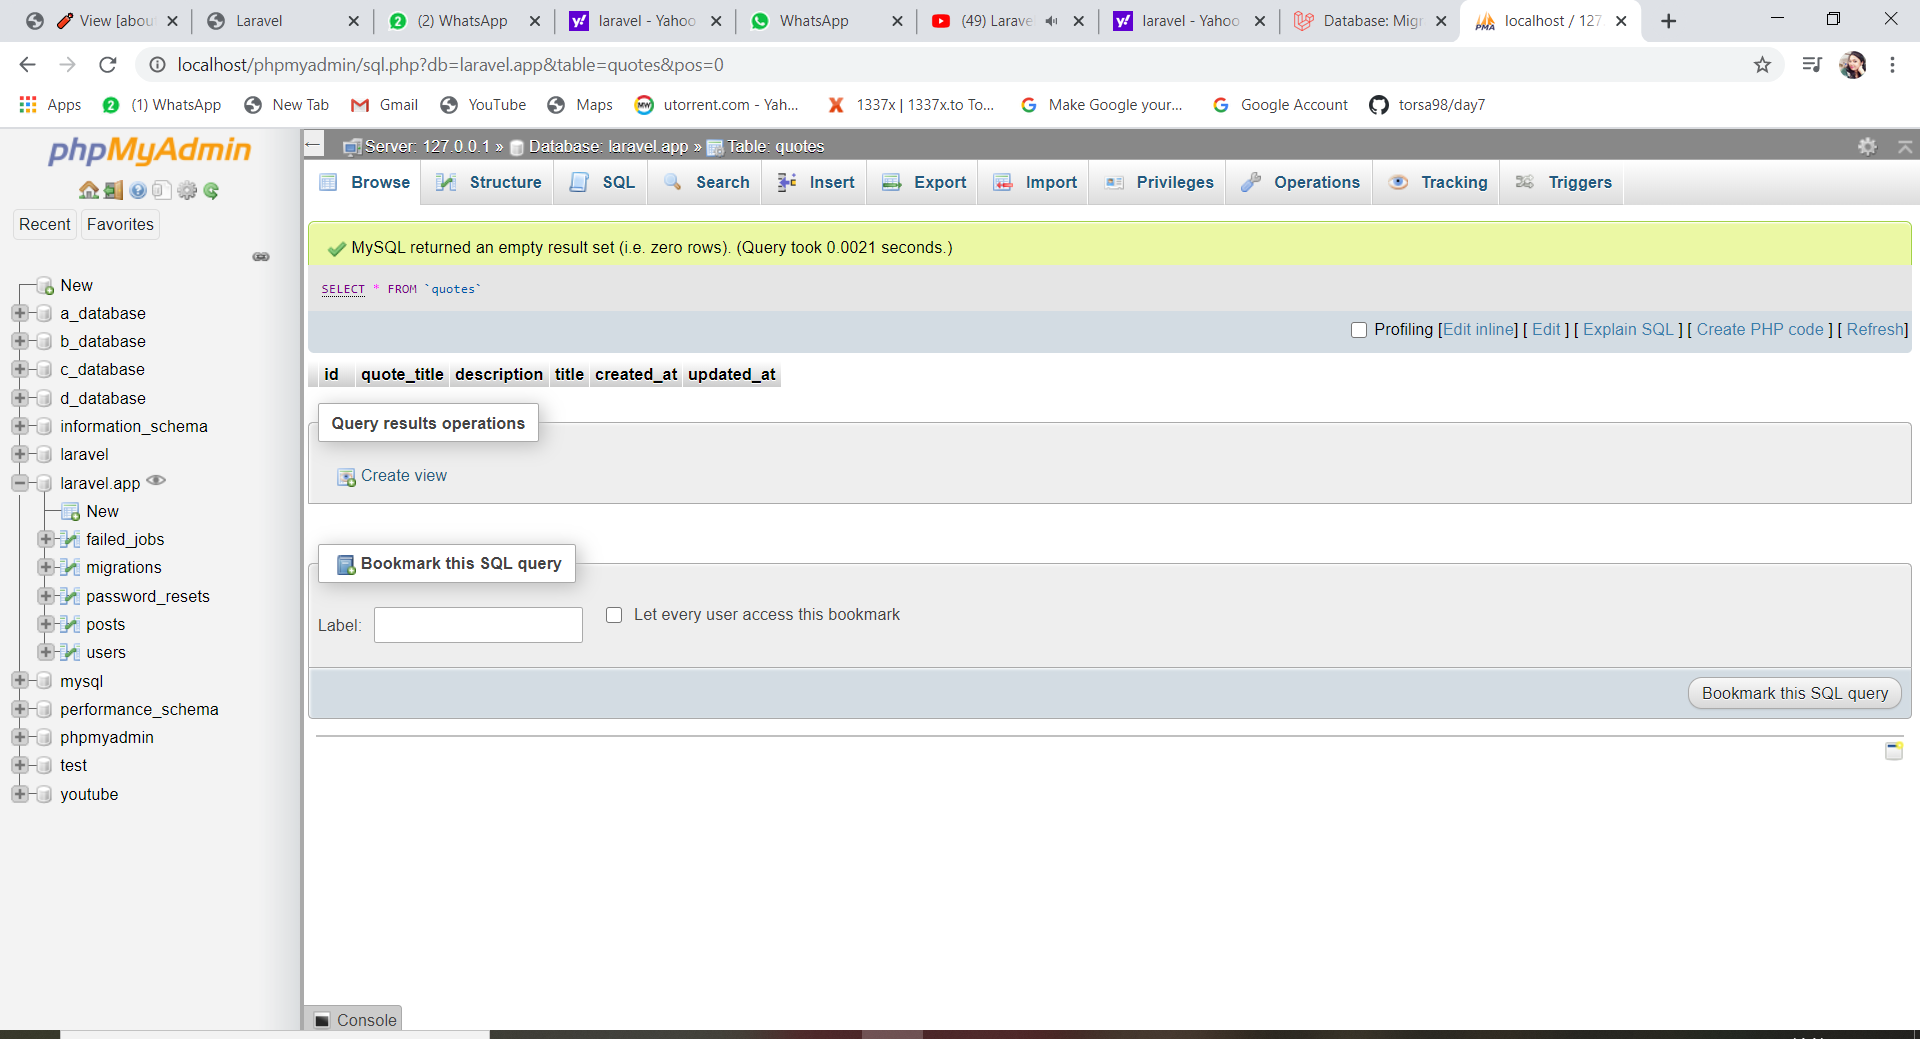 View [abou
Laravel
(2) WhatsApp
laravel - Yahoo
WhatsApp
(49) Larave
laravel - Yahoo
Database: Migr
localhost / 127.
localhost/phpmyadmin/sql.php?db=laravel.app&table=quotes&pos=0
Apps
(1) WhatsApp
New Tab
Gmail
YouTube
Maps
utorrent.com - Yah...
1337x | 1337x.to To...
Make Google your...
Google Account
torsa98/day7
phpMyAdmin
Recent
Favorites
New
a_database
b_database
c_database
d_database
information_schema
laravel
laravel.app
New
failed_jobs
migrations
password_resets
posts
users
mysql
performance_schema
phpmyadmin
test
youtube
Server: 127.0.0.1 » Database: laravel.app » Table: quotes
Browse
Structure
SQL
Search
Insert
Export
Import
Privileges
Operations
Tracking
Triggers
MySQL returned an empty result set (i.e. zero rows). (Query took 0.0021 seconds.)
SELECT * FROM `quotes`
Profiling [Edit inline] [ Edit ] [ Explain SQL ] [ Create PHP code ] [ Refresh]
id quote_title description title created_at updated_at
Query results operations
Create view
Bookmark this SQL query
Label:
Let every user access this bookmark
Bookmark this SQL query
Console